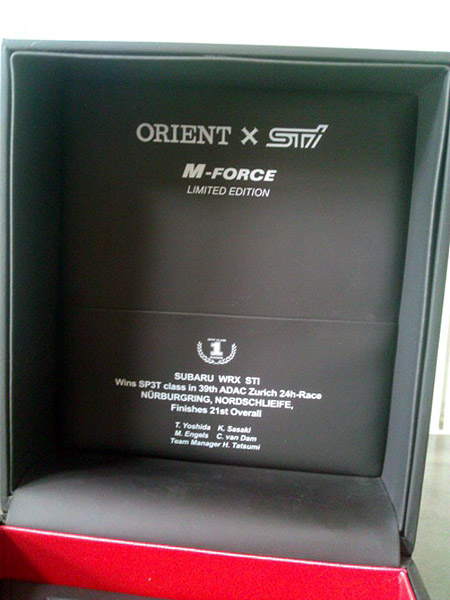 ORIENT × STI
M-FORCE
LIMITED EDITION
1
SUBARU WRX STI
Wins SP3T class in 39th ADAC Zurich 24h-Race
NÜRBURGRING, NORDSCHLIEIFE,
Finishes 21st Overall
T. Yoshida K. Sasaki
M. Engels C. van Dam
Team Manager H. Tatsumi